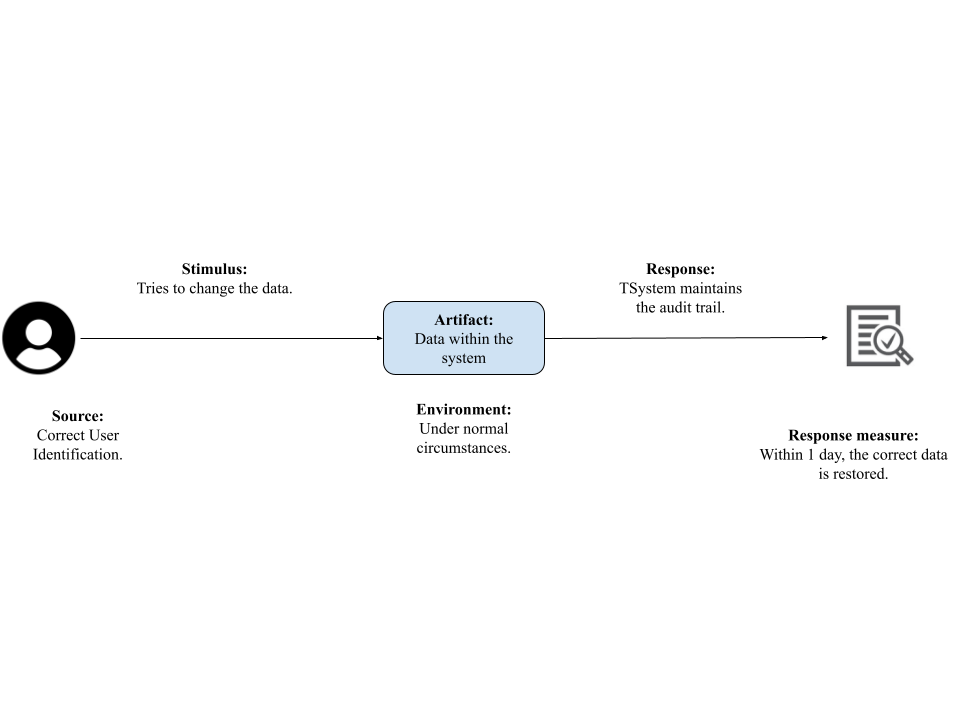 Stimulus:
Tries to change the data.
Response:
TSystem maintains
the audit trail.
Artifact:
Data within the
system
Source:
Correct User
Identification.
Environment:
Under normal
circumstances.
Response measure:
Within 1 day, the correct data
is restored.